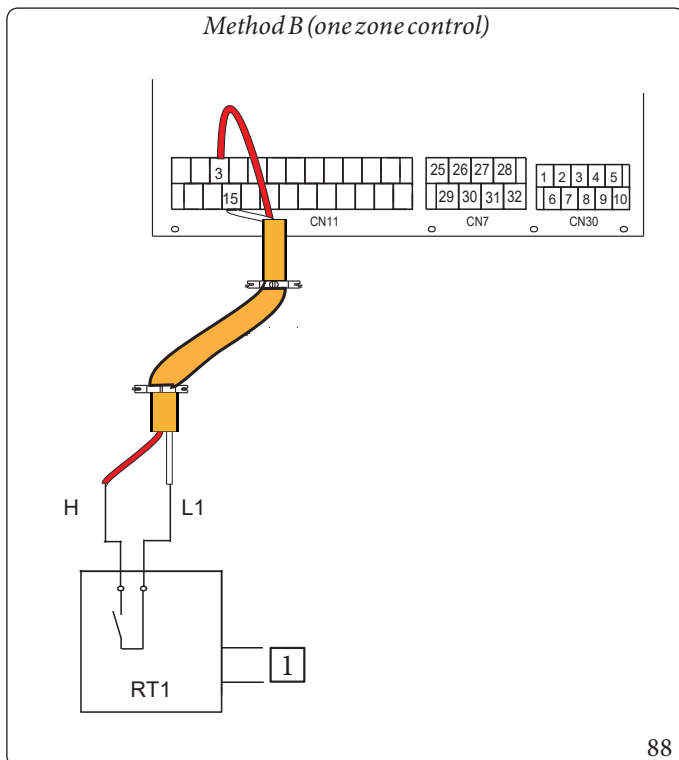 Method B (one zone control)
3
25 26 27 28
1 2 3 4 5
15
29 30 31 32
6 7 8 9 10
CN11
CN7
CN30
H
L1
RT1
1
88